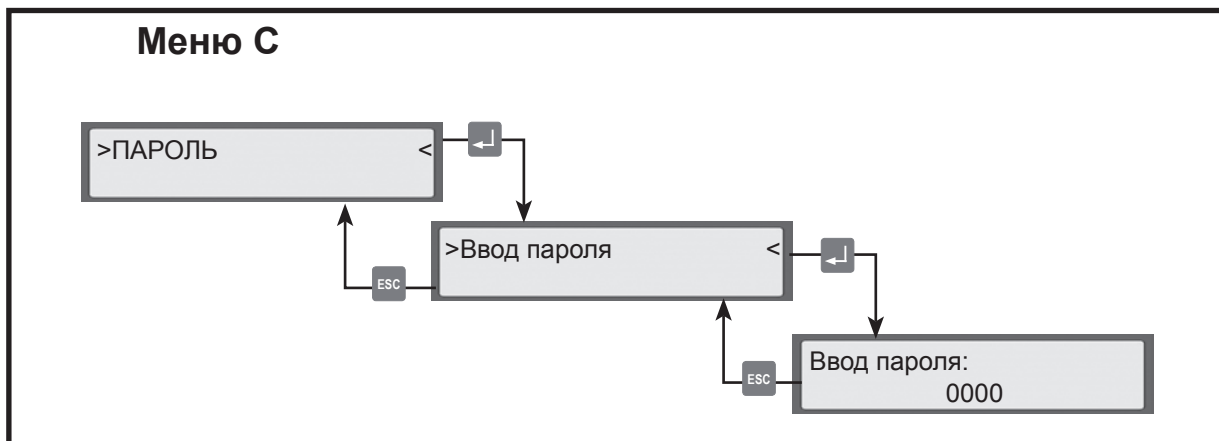 Меню C
>ПАРОЛЬ <
>Ввод пароля <
ESC
Ввод пароля:
ESC
0000